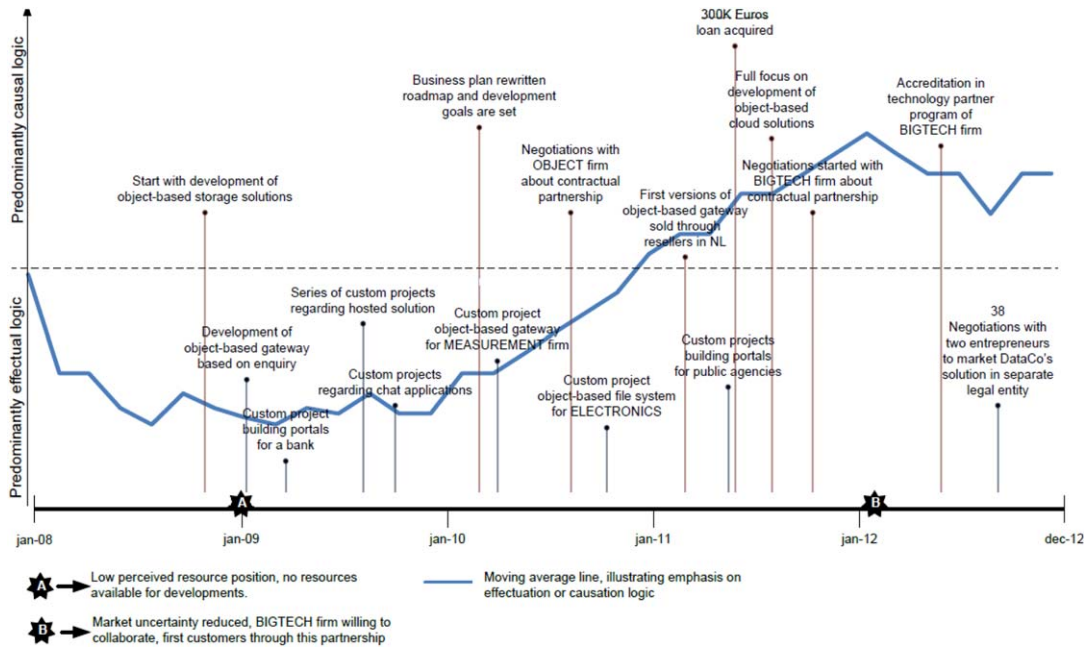 Predominantly causal logic
Predominantly effectual logic
300K Euros
loan acquired
Business plan rewritten
roadmap and development
goals are set
Full focus on
development of
object-based
cloud solutions
Accreditation in
technology partner
program of
BIGTECH firm
Start with development of
object-based storage solutions
Negotiations with
OBJECT firm
about contractual
partnership
First versions of
object-based gateway
sold through
resellers in NL
Negotiations started with
BIGTECH firm about
contractual partnership
Series of custom projects
regarding hosted solution
Development of
object-based gateway
based on enquiry
Custom project
object-based gateway
for MEASUREMENT firm
Custom projects
building portals
for public agencies
38
Negotiations with
two entrepreneurs
to market DataCo's
solution in separate
legal entity
Custom projects
regarding chat applications
Custom project
object-based file system
for ELECTRONICS
Custom project
building portals
for a bank
A
B
jan-08
jan-09
jan-10
jan-11
jan-12
dec-12
A
Low perceived resource position, no resources
available for developments.
Moving average line, illustrating emphasis on
effectuation or causation logic
B
Market uncertainty reduced, BIGTECH firm willing to
collaborate, first customers through this partnership